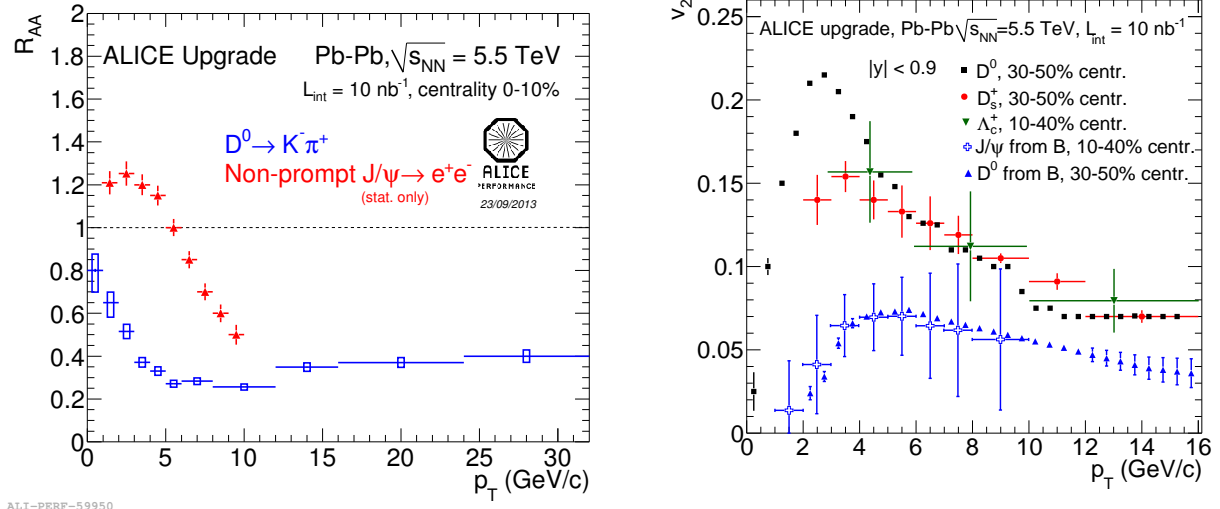 R_AA
2
1.8
1.6
1.4
1.2
1
0.8
0.6
0.4
0.2
0
ALICE Upgrade Pb-Pb, √s_NN = 5.5 TeV
L_int = 10 nb⁻¹, centrality 0-10%
D⁰→ K⁻π⁺
Non-prompt J/ψ→ e⁺e⁻
(stat. only)
ALICE
PERFORMANCE
23/09/2013
0 5 10 15 20 25 30
p_T (GeV/c)
ALI-PERF-59950
v_2
0.25
0.2
0.15
0.1
0.05
0
ALICE upgrade, Pb-Pb √s_NN=5.5 TeV, L_int = 10 nb⁻¹
|y| < 0.9
D⁰, 30-50% centr.
D_s⁺, 30-50% centr.
Λ_c⁺, 10-40% centr.
J/ψ from B, 10-40% centr.
D⁰ from B, 30-50% centr.
0 2 4 6 8 10 12 14 16
p_T (GeV/c)